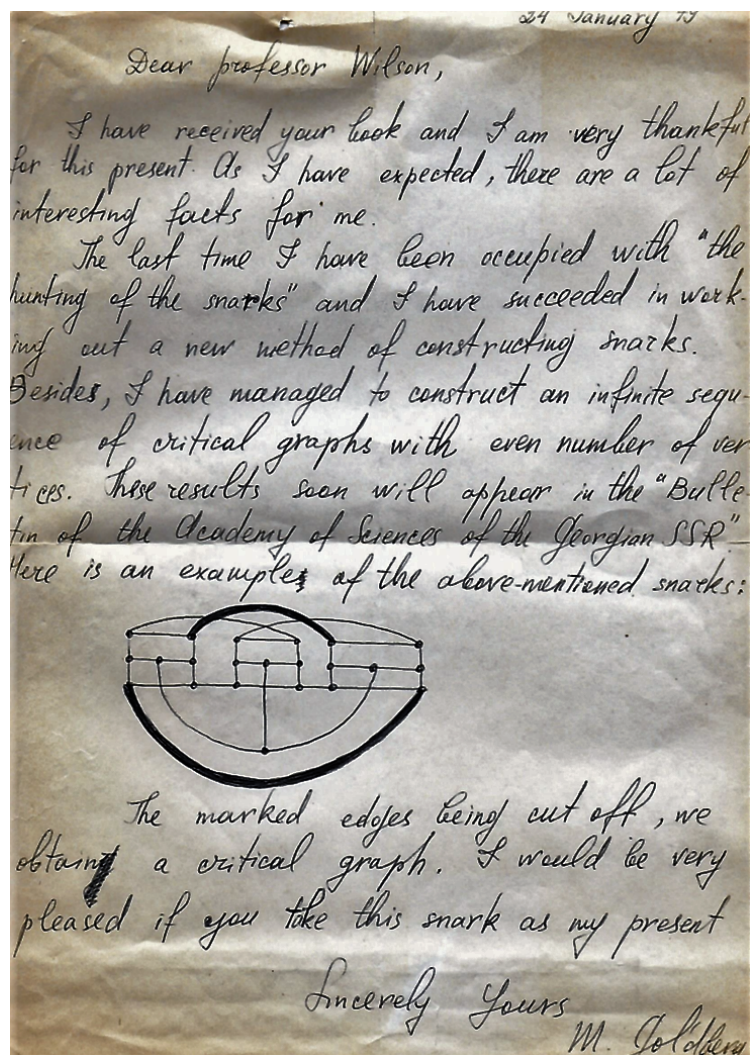 24 January 79
Dear professor Wilson,
I have received your book and I am very thankful
for this present. As I have expected, there are a lot of
interesting facts for me.
The last time I have been occupied with "the
hunting of the snarks" and I have succeeded in work-
ing out a new method of constructing snarks.
Besides, I have managed to construct an infinite sequ-
ence of critical graphs with even number of ver
tices. These results soon will appear in the "Bulle-
tin of the Academy of Sciences of the Georgian SSR."
Here is an example of the above-mentioned snarks:
The marked edges being cut off, we
obtain a critical graph. I would be very
pleased if you take this snark as my present
Sincerely Yours
M. Goldberg